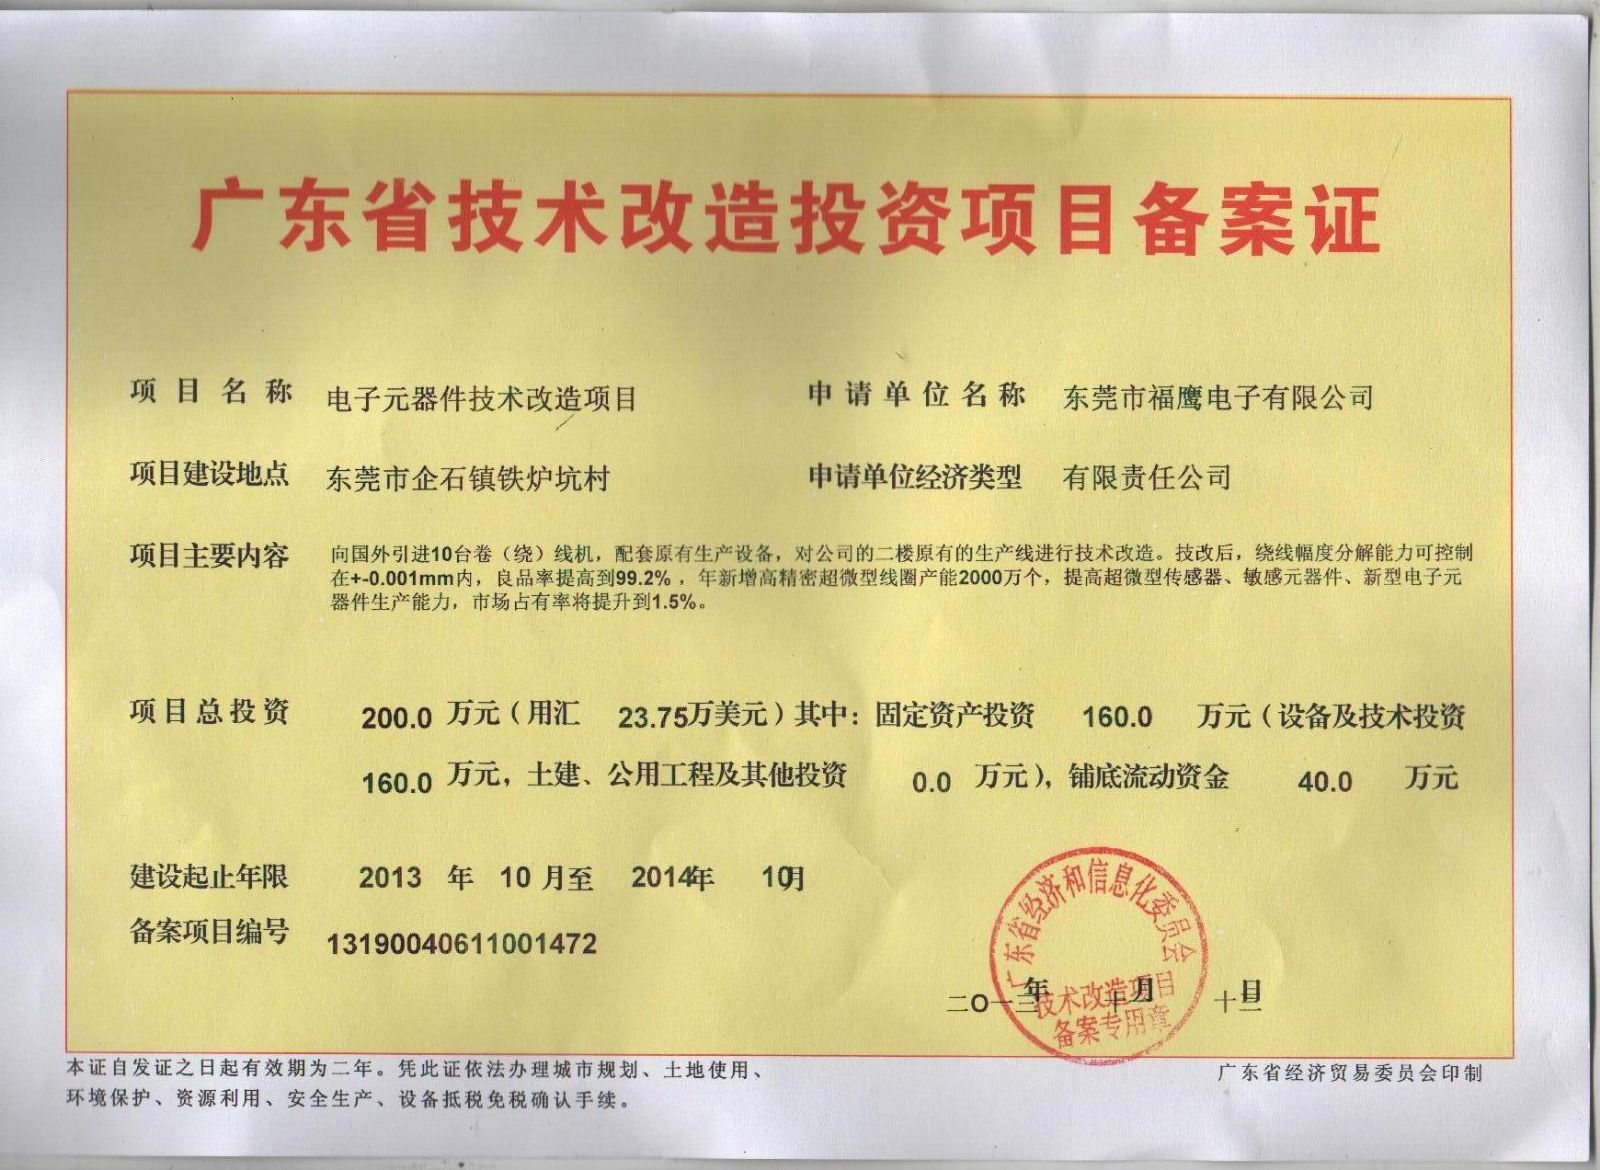 广东省技术改造投资项目备案证
项目名称 电子元器件技术改造项目 申请单位名称 东莞市福鹰电子有限公司
项目建设地点 东莞市企石镇铁炉坑村 申请单位经济类型 有限责任公司
项目主要内容 向国外引进10台卷（绕）线机，配套原有生产设备，对公司的二楼原有的生产线进行技术改造。技改后，绕线幅度分解能力可控制
在+-0.001mm内，良品率提高到99.2%，年新增高精密超微型线圈产能2000万个，提高超微型传感器、敏感元器件、新型电子元
器件生产能力，市场占有率将提升到1.5%。
项目总投资 200.0 万元（用汇 23.75万美元）其中：固定资产投资 160.0 万元（设备及技术投资
160.0 万元，土建、公用工程及其他投资 0.0 万元），铺底流动资金 40.0 万元
建设起止年限 2013 年 10 月至 2014年 10月
备案项目编号 13190040611001472
广东省经济和信息化委员会
技术改造项目
备案专用章
二〇一三年 十月 十 日
本证自发证之日起有效期为二年。凭此证依法办理城市规划、土地使用、
环境保护、资源利用、安全生产、设备抵税免税确认手续。
广东省经济贸易委员会印制